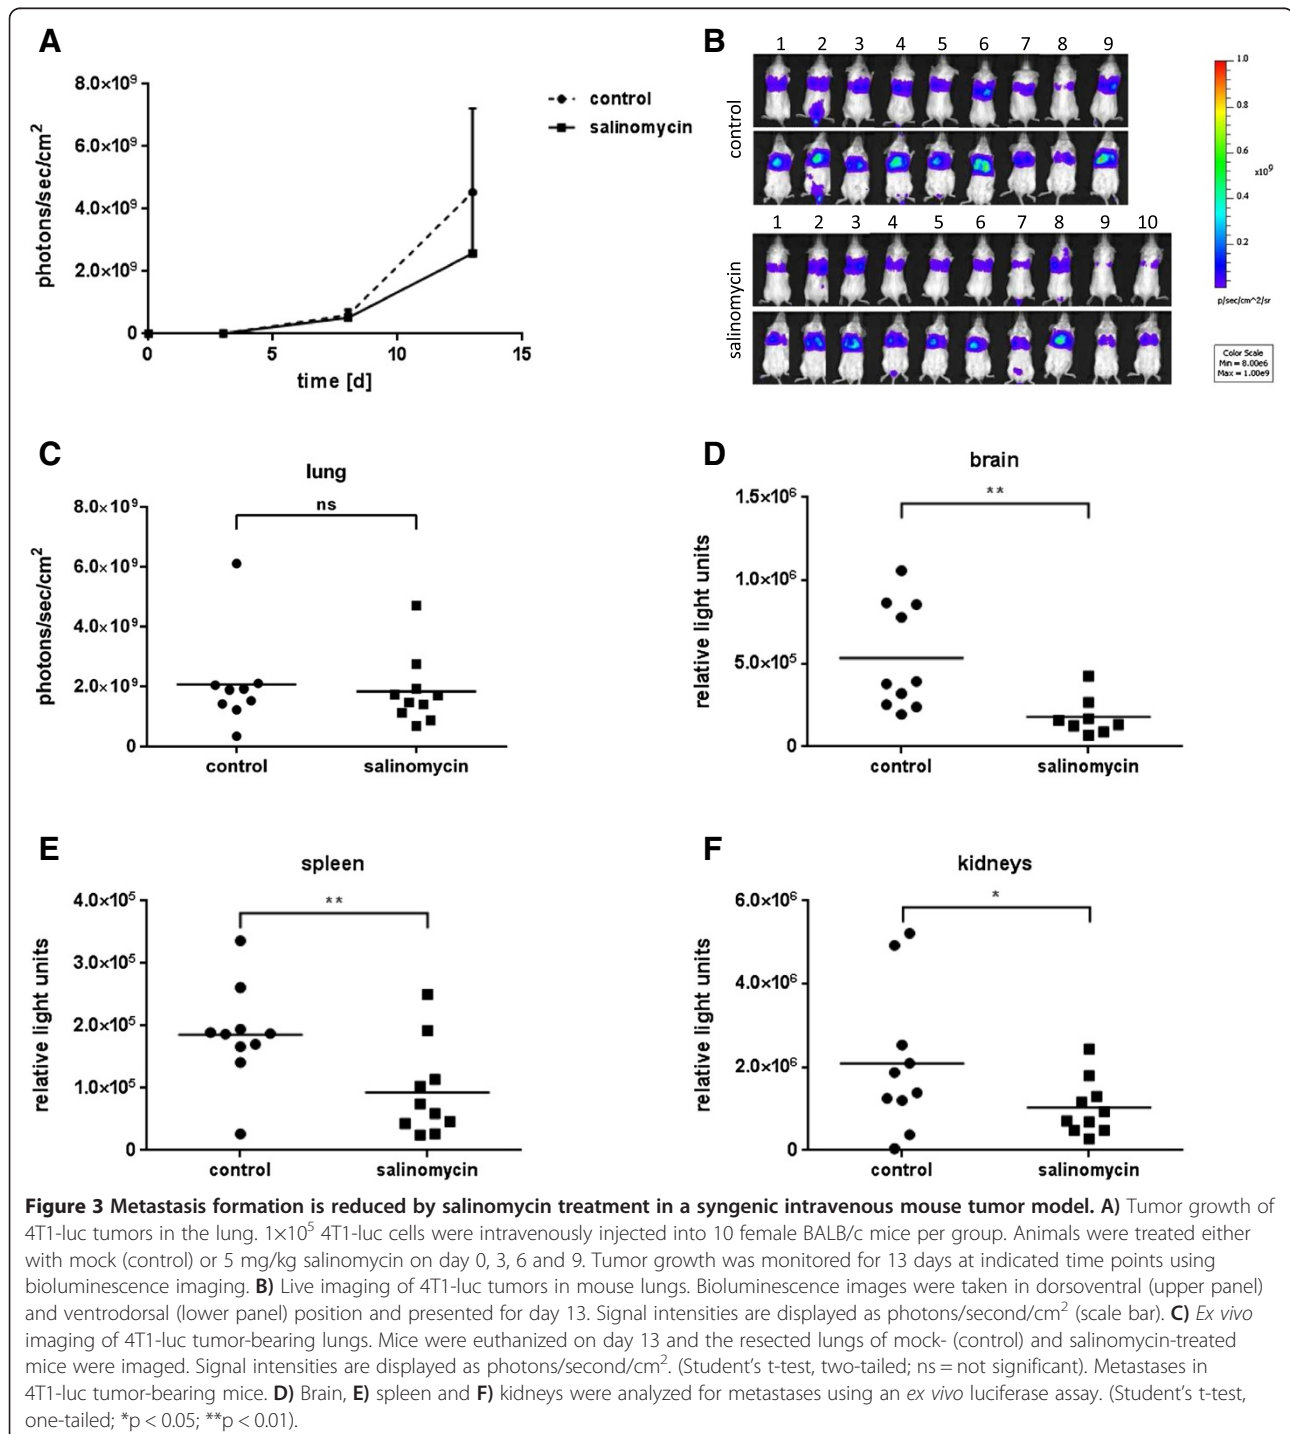 A
8.0×10⁹
6.0×10⁹
4.0×10⁹
2.0×10⁹
0
photons/sec/cm²
0 5 10 15
time [d]
control
salinomycin
B
1 2 3 4 5 6 7 8 9
control
1 2 3 4 5 6 7 8 9 10
salinomycin
1.0
0.8
0.6
x10⁹
0.4
0.2
p/sec/cm^2/sr
Color Scale
Min = 8.00e6
Max = 1.00e9
C
lung
ns
8.0×10⁹
6.0×10⁹
4.0×10⁹
2.0×10⁹
0
photons/sec/cm²
control salinomycin
D
brain
**
1.5×10⁶
1.0×10⁶
5.0×10⁵
0
relative light units
control salinomycin
E
spleen
**
4.0×10⁵
3.0×10⁵
2.0×10⁵
1.0×10⁵
0
relative light units
control salinomycin
F
kidneys
*
6.0×10⁶
4.0×10⁶
2.0×10⁶
0
relative light units
control salinomycin
Figure 3 Metastasis formation is reduced by salinomycin treatment in a syngenic intravenous mouse tumor model. A) Tumor growth of
4T1-luc tumors in the lung. 1×10⁵ 4T1-luc cells were intravenously injected into 10 female BALB/c mice per group. Animals were treated either
with mock (control) or 5 mg/kg salinomycin on day 0, 3, 6 and 9. Tumor growth was monitored for 13 days at indicated time points using
bioluminescence imaging. B) Live imaging of 4T1-luc tumors in mouse lungs. Bioluminescence images were taken in dorsoventral (upper panel)
and ventrodorsal (lower panel) position and presented for day 13. Signal intensities are displayed as photons/second/cm² (scale bar). C) Ex vivo
imaging of 4T1-luc tumor-bearing lungs. Mice were euthanized on day 13 and the resected lungs of mock- (control) and salinomycin-treated
mice were imaged. Signal intensities are displayed as photons/second/cm². (Student's t-test, two-tailed; ns = not significant). Metastases in
4T1-luc tumor-bearing mice. D) Brain, E) spleen and F) kidneys were analyzed for metastases using an ex vivo luciferase assay. (Student's t-test,
one-tailed; *p < 0.05; **p < 0.01).